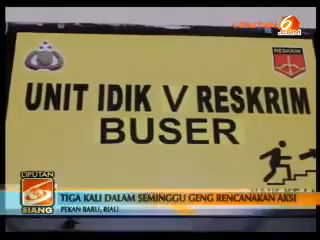 RESKRIM
UNIT IDIK V RESKRIM
BUSER
LIPUTAN
6
SIANG
TIGA KALI DALAM SEMINGGU GENG RENCANAKAN AKSI
PEKAN BARU, RIAU